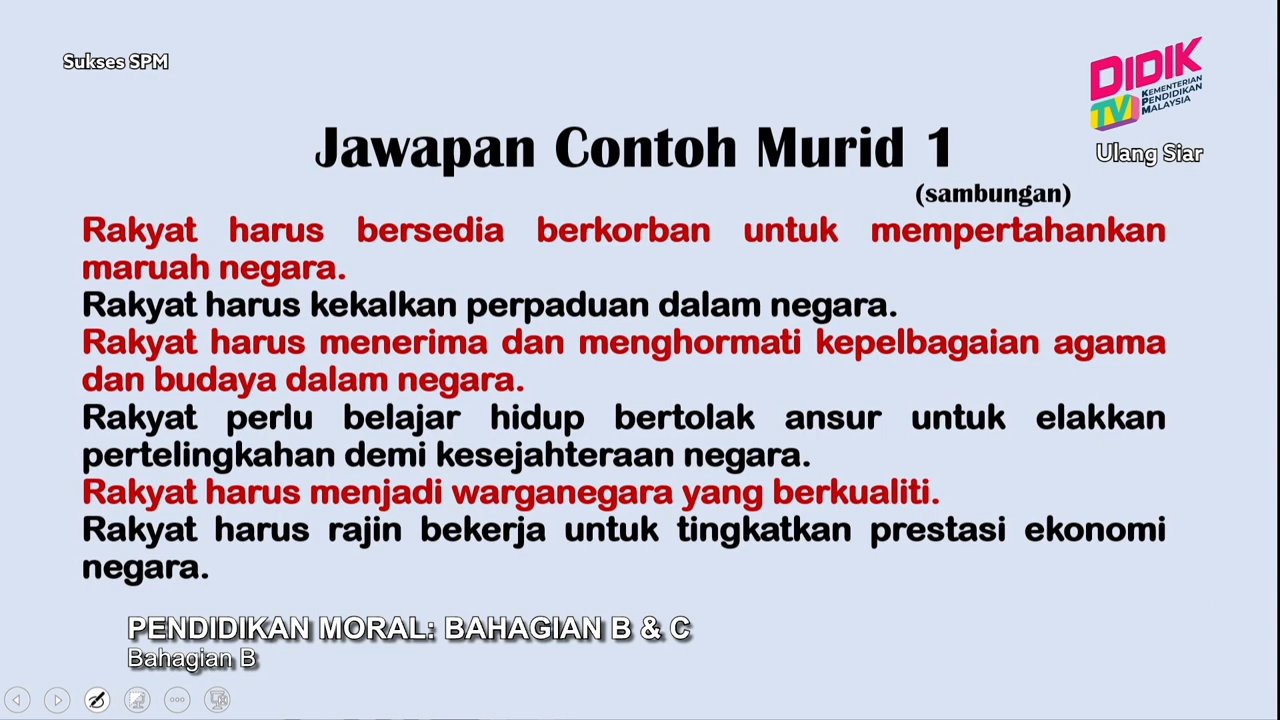 Sukses SPM
DIDIK
TV KEMENTERIAN
PENDIDIKAN
MALAYSIA
Ulang Siar
Jawapan Contoh Murid 1
(sambungan)
Rakyat harus bersedia berkorban untuk mempertahankan
maruah negara.
Rakyat harus kekalkan perpaduan dalam negara.
Rakyat harus menerima dan menghormati kepelbagaian agama
dan budaya dalam negara.
Rakyat perlu belajar hidup bertolak ansur untuk elakkan
pertelingkahan demi kesejahteraan negara.
Rakyat harus menjadi warganegara yang berkualiti.
Rakyat harus rajin bekerja untuk tingkatkan prestasi ekonomi
negara.
PENDIDIKAN MORAL: BAHAGIAN B & C
Bahagian B